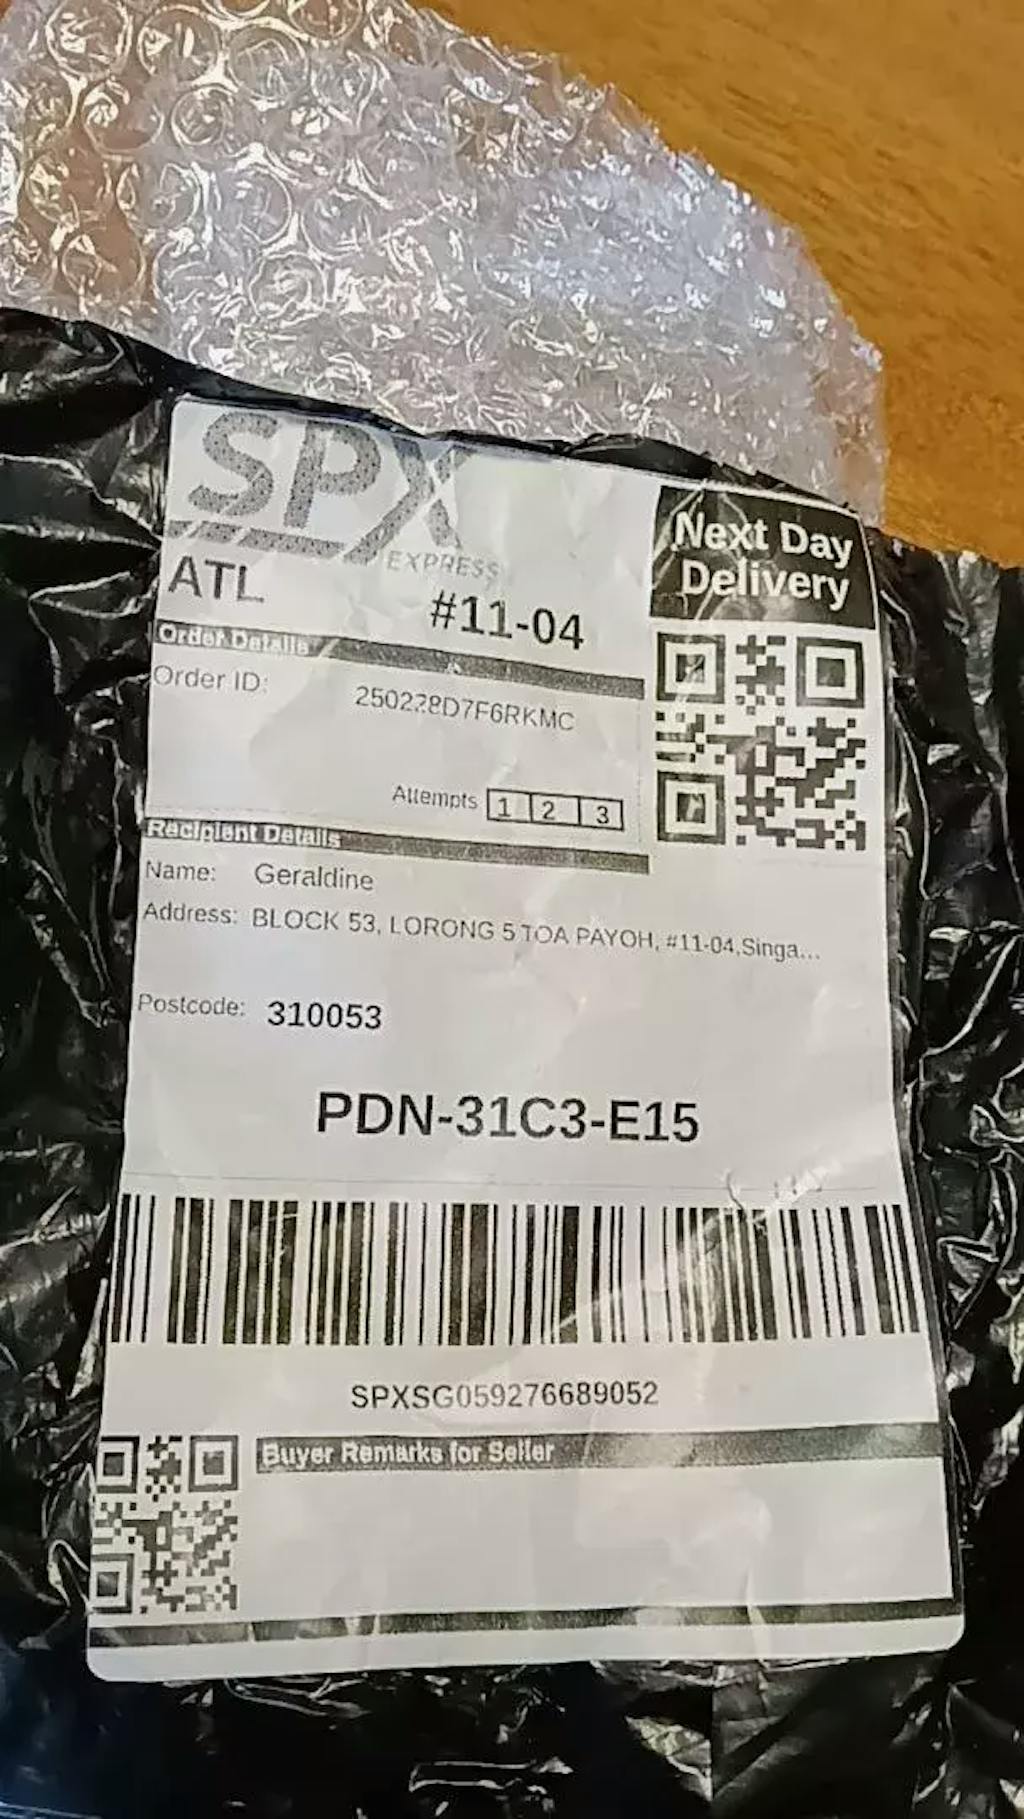 SPX
EXPRESS
Next Day
Delivery
ATL
#11-04
Order Details
Order ID:
250228D7F6RKMC
Attempts 1 2 3
Recipient Details
Name: Geraldine
Address: BLOCK 53, LORONG 5 TOA PAYOH, #11-04,Singa...
Postcode: 310053
PDN-31C3-E15
SPXSG059276689052
Buyer Remarks for Seller